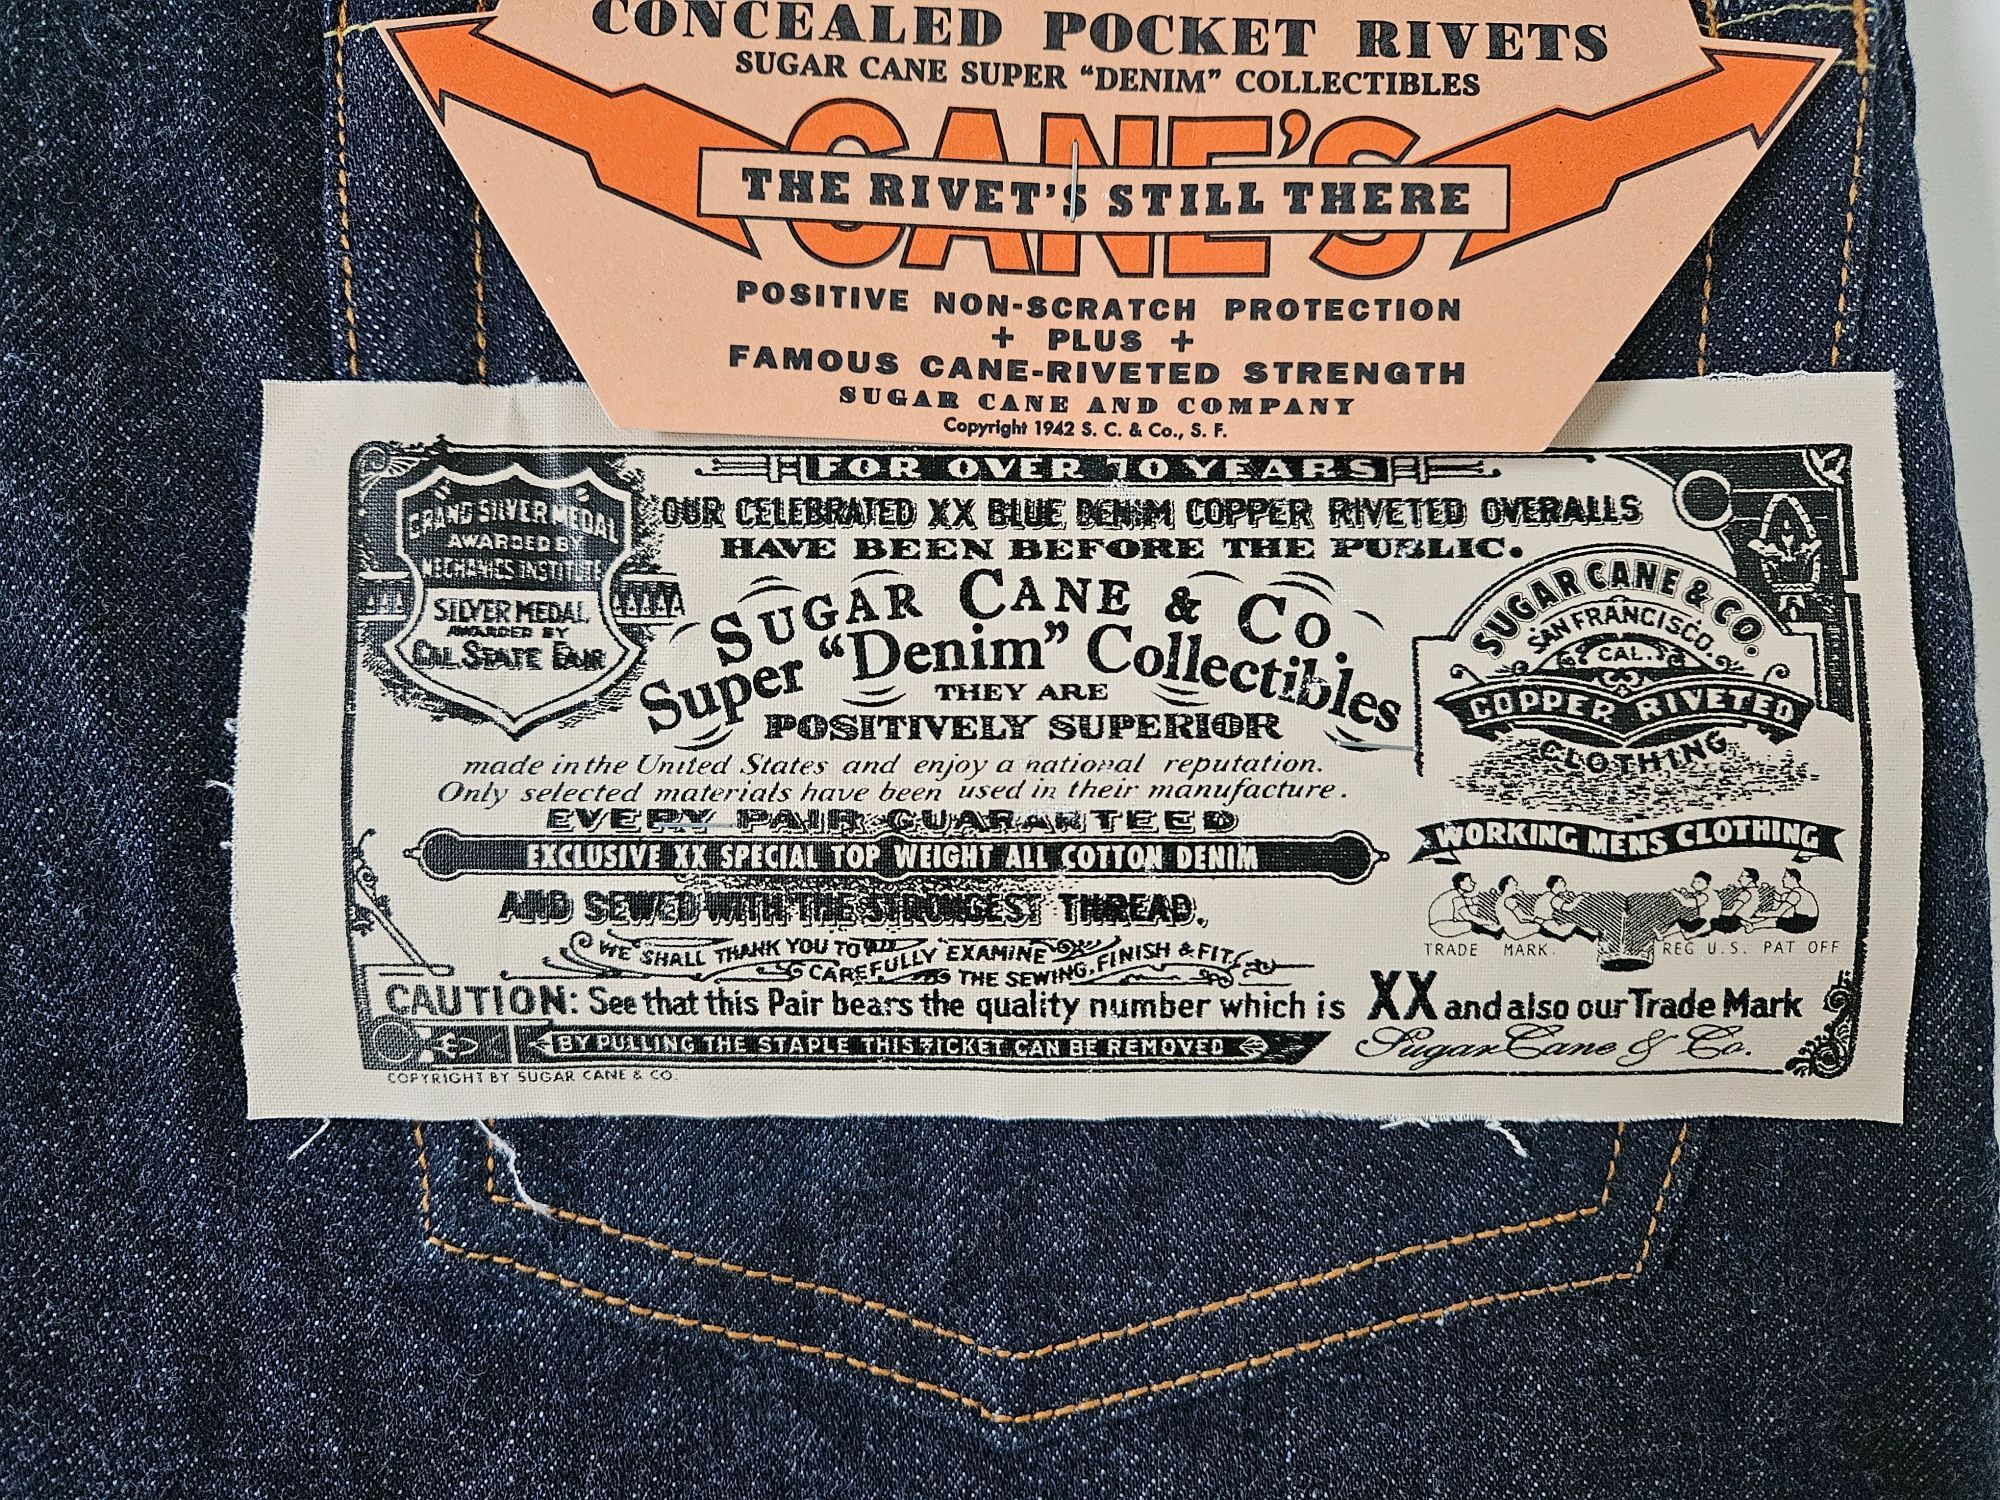 CONCEALED POCKET RIVETS
SUGAR CANE SUPER “DENIM” COLLECTIBLES
CANE'S
THE RIVET'S STILL THERE
POSITIVE NON-SCRATCH PROTECTION
+ PLUS +
FAMOUS CANE-RIVETED STRENGTH
SUGAR CANE AND COMPANY
Copyright 1942 S. C. & Co., S. F.
FOR OVER 70 YEARS
OUR CELEBRATED XX BLUE DENIM COPPER RIVETED OVERALLS
HAVE BEEN BEFORE THE PUBLIC.
GRAND SILVER MEDAL
AWARDED BY
MECHANICS INSTITUTE
SILVER MEDAL
AWARDED BY
CAL. STATE FAIR
SUGAR CANE & CO.
Super “Denim” Collectibles
THEY ARE
POSITIVELY SUPERIOR
made in the United States and enjoy a national reputation.
Only selected materials have been used in their manufacture.
EVERY PAIR GUARANTEED
EXCLUSIVE XX SPECIAL TOP WEIGHT ALL COTTON DENIM
AND SEWED WITH THE STRONGEST THREAD.
WE SHALL THANK YOU TO CAREFULLY EXAMINE THE SEWING, FINISH & FIT.
SUGAR CANE & CO.
SAN FRANCISCO.
CAL.
COPPER RIVETED
CLOTHING
WORKING MENS CLOTHING
TRADE MARK. REG U.S. PAT OFF
CAUTION: See that this Pair bears the quality number which is XX and also our Trade Mark
Sugar Cane & Co.
BY PULLING THE STAPLE THIS TICKET CAN BE REMOVED
COPYRIGHT BY SUGAR CANE & CO.